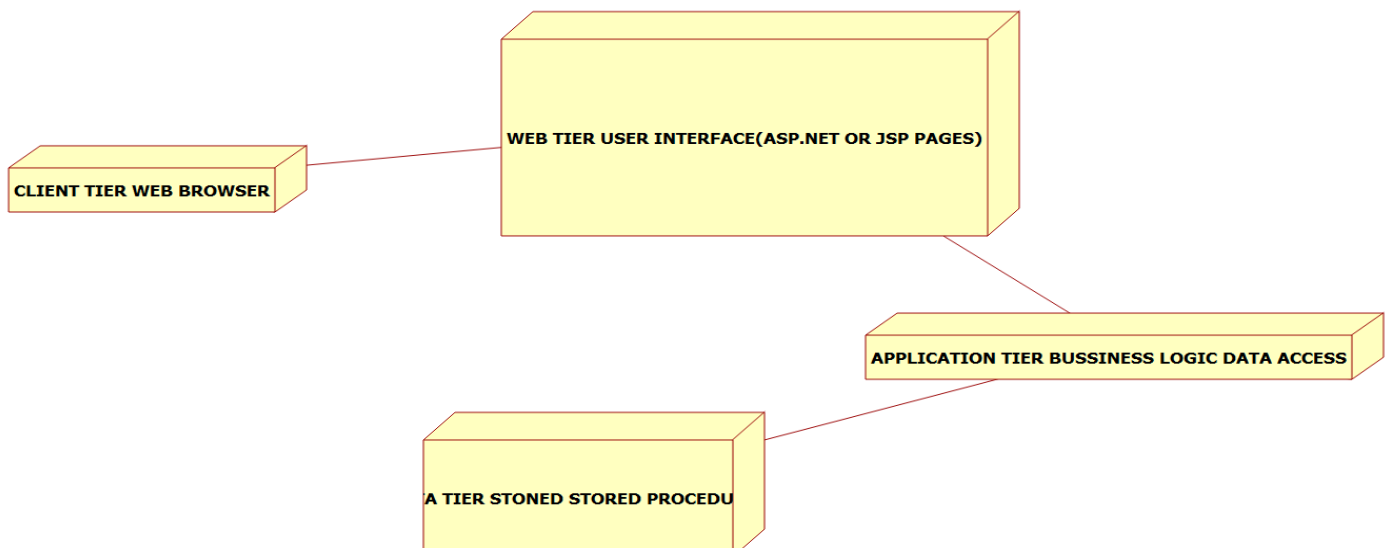 WEB TIER USER INTERFACE(ASP.NET OR JSP PAGES)
CLIENT TIER WEB BROWSER
APPLICATION TIER BUSSINESS LOGIC DATA ACCESS
TA TIER STONED STORED PROCEDU